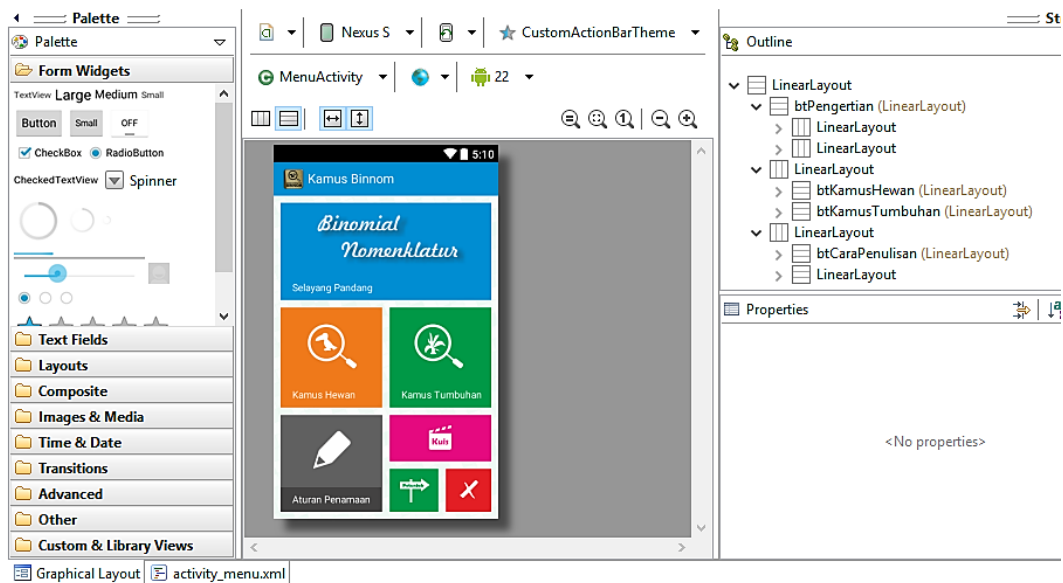 Palette
Palette
Form Widgets
TextView Large Medium Small
Button Small OFF
CheckBox RadioButton
CheckedTextView Spinner
Text Fields
Layouts
Composite
Images & Media
Time & Date
Transitions
Advanced
Other
Custom & Library Views
Graphical Layout activity_menu.xml
Nexus S CustomActionBarTheme
MenuActivity 22
5:10
Kamus Binnom
Binomial
Nomenklatur
Selayang Pandang
Kamus Hewan Kamus Tumbuhan
Kuis
Aturan Penamaan
St
Outline
LinearLayout
btPengertian (LinearLayout)
LinearLayout
LinearLayout
LinearLayout
btKamusHewan (LinearLayout)
btKamusTumbuhan (LinearLayout)
LinearLayout
btCaraPenulisan (LinearLayout)
LinearLayout
Properties
<No properties>